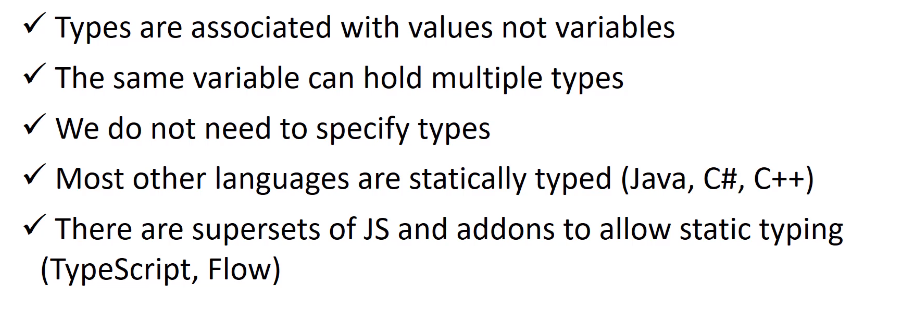 ✓ Types are associated with values not variables
✓ The same variable can hold multiple types
✓ We do not need to specify types
✓ Most other languages are statically typed (Java, C#, C++)
✓ There are supersets of JS and addons to allow static typing
(TypeScript, Flow)